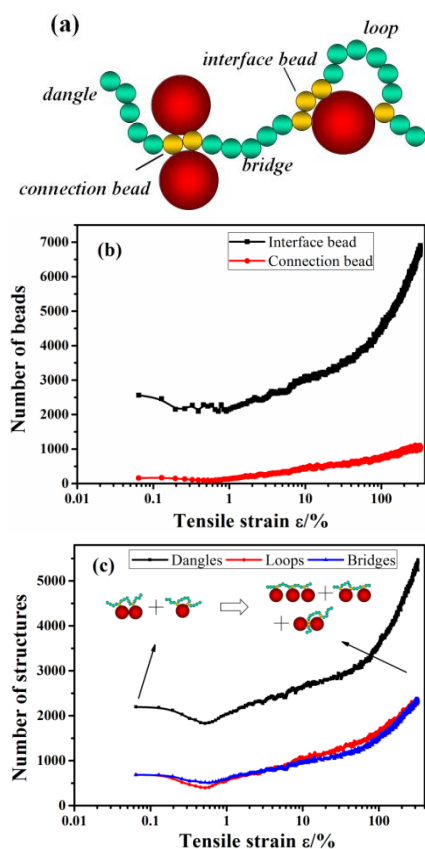 (a)
loop
interface bead
dangle
bridge
connection bead
(b)
Interface bead
Connection bead
Number of beads
7000
6000
5000
4000
3000
2000
1000
0
0.01 0.1 1 10 100
Tensile strain ε/%
(c)
Dangles Loops Bridges
Number of structures
5000
4000
3000
2000
1000
0
0.01 0.1 1 10 100
Tensile strain ε/%